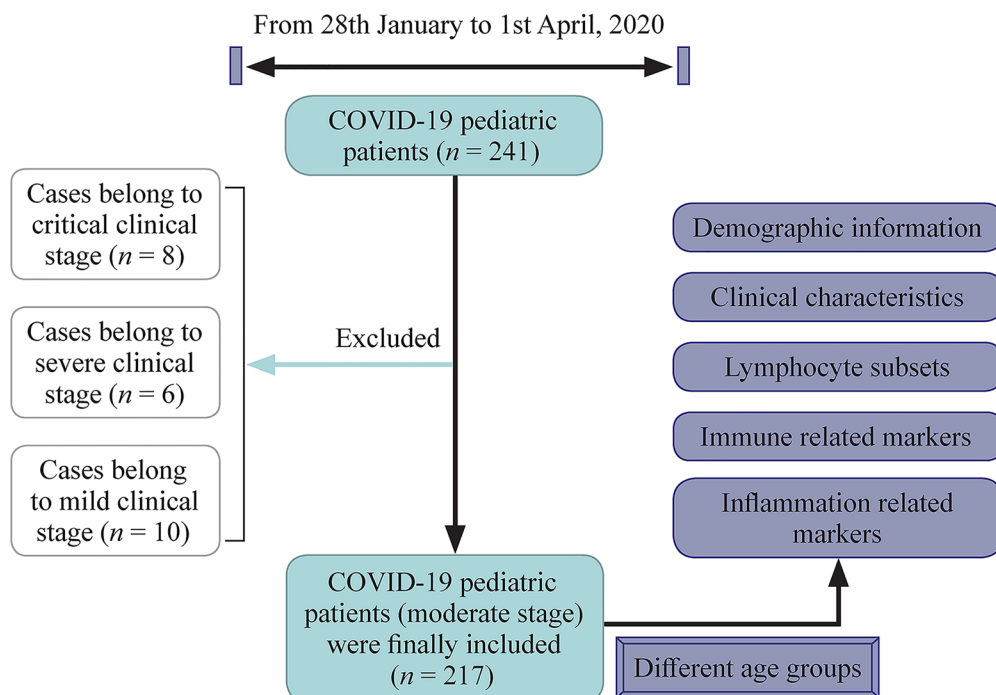 From 28th January to 1st April, 2020
COVID-19 pediatric
patients (n = 241)
Cases belong to
critical clinical
stage (n = 8)
Cases belong to
severe clinical
stage (n = 6)
Cases belong
to mild clinical
stage (n = 10)
Excluded
COVID-19 pediatric
patients (moderate stage)
were finally included
(n = 217)
Demographic information
Clinical characteristics
Lymphocyte subsets
Immune related markers
Inflammation related
markers
Different age groups